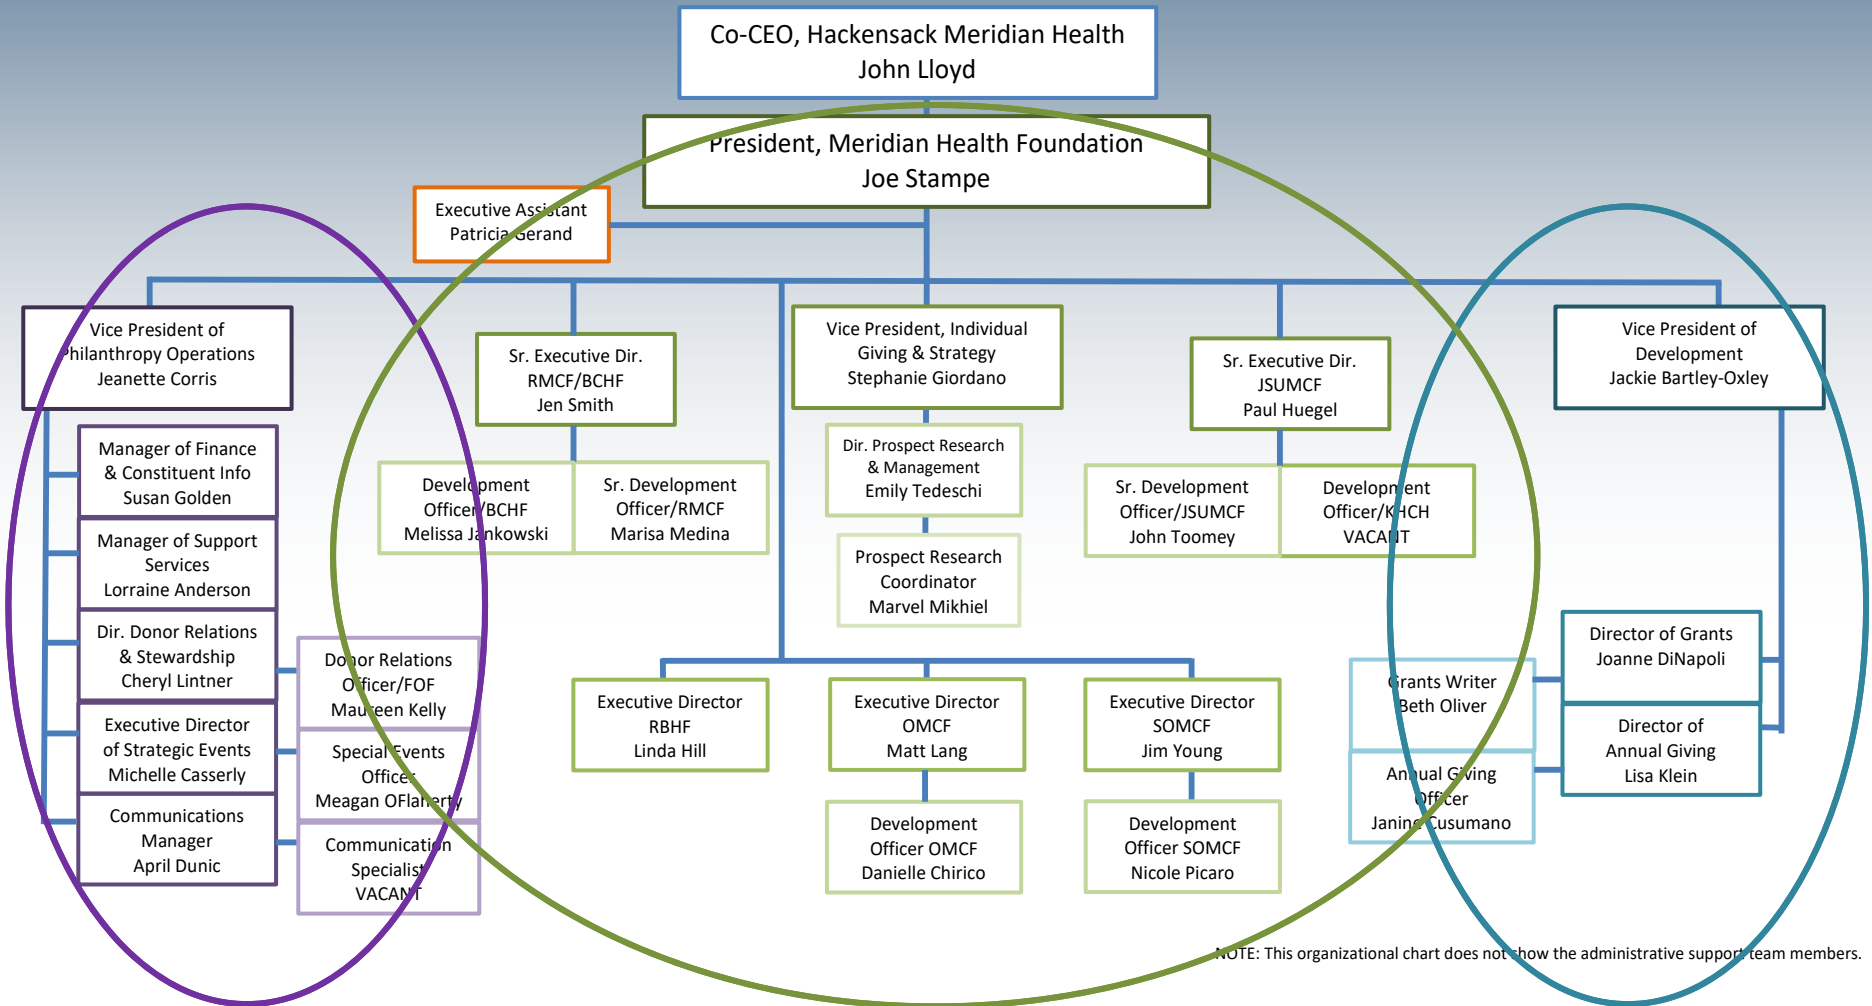 Co-CEO, Hackensack Meridian Health
John Lloyd
President, Meridian Health Foundation
Joe Stampe
Executive Assistant
Patricia Gerand
Vice President of
Philanthropy Operations
Jeanette Corris
Sr. Executive Dir.
RMCF/BCHF
Jen Smith
Vice President, Individual
Giving & Strategy
Stephanie Giordano
Sr. Executive Dir.
JSUMCF
Paul Huegel
Vice President of
Development
Jackie Bartley-Oxley
Manager of Finance
& Constituent Info
Susan Golden
Manager of Support
Services
Lorraine Anderson
Dir. Donor Relations
& Stewardship
Cheryl Lintner
Executive Director
of Strategic Events
Michelle Casserly
Communications
Manager
April Dunic
Donor Relations
Officer/FOF
Maureen Kelly
Special Events
Officer
Meagan OFlaherty
Communication
Specialist
VACANT
Development
Officer/BCHF
Melissa Jankowski
Sr. Development
Officer/RMCF
Marisa Medina
Dir. Prospect Research
& Management
Emily Tedeschi
Prospect Research
Coordinator
Marvel Mikhiel
Sr. Development
Officer/JSUMCF
John Toomey
Development
Officer/KHCH
VACANT
Executive Director
RBHF
Linda Hill
Executive Director
OMCF
Matt Lang
Executive Director
SOMCF
Jim Young
Development
Officer OMCF
Danielle Chirico
Development
Officer SOMCF
Nicole Picaro
Director of Grants
Joanne DiNapoli
Director of
Annual Giving
Lisa Klein
Grants Writer
Beth Oliver
Annual Giving
Officer
Janine Cusumano
NOTE: This organizational chart does not show the administrative support team members.